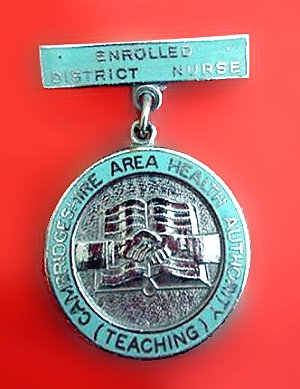 ENROLLED
DISTRICT NURSE
CAMBRIDGESHIRE AREA HEALTH AUTHORITY
(TEACHING)